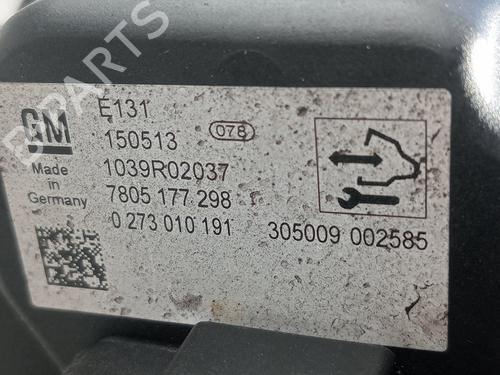 B-PARTS
GM
E131
150513
078
Made
in
Germany
1039R02037
7805 177 298
0 273 010 191
305009 002585